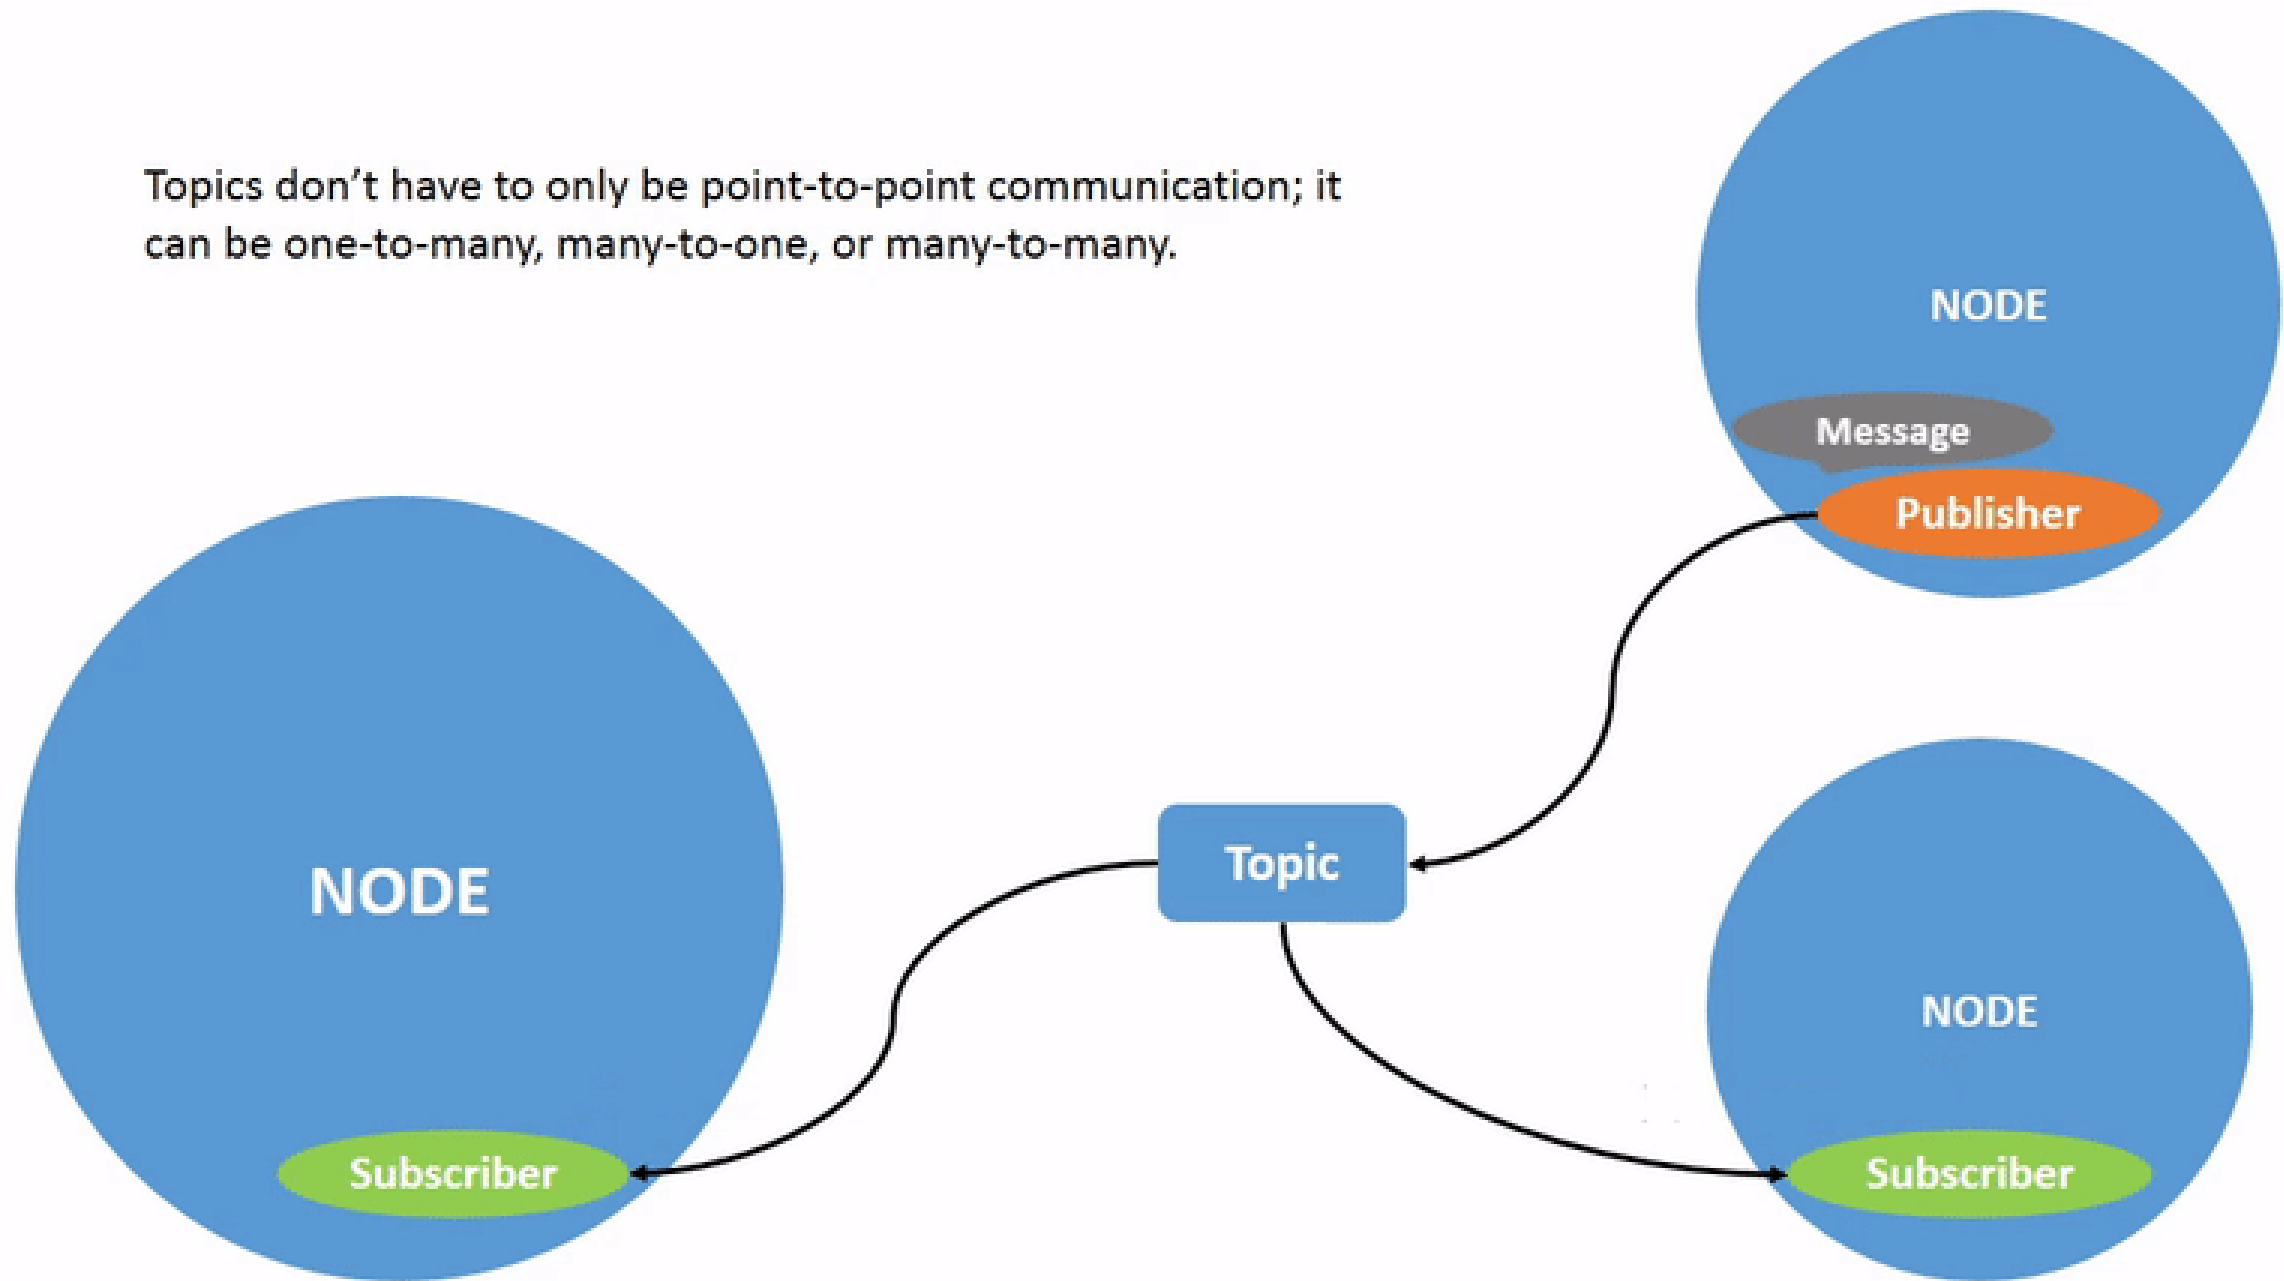 Topics don’t have to only be point-to-point communication; it
can be one-to-many, many-to-one, or many-to-many.
NODE
Message
Publisher
NODE
Topic
NODE
Subscriber
Subscriber